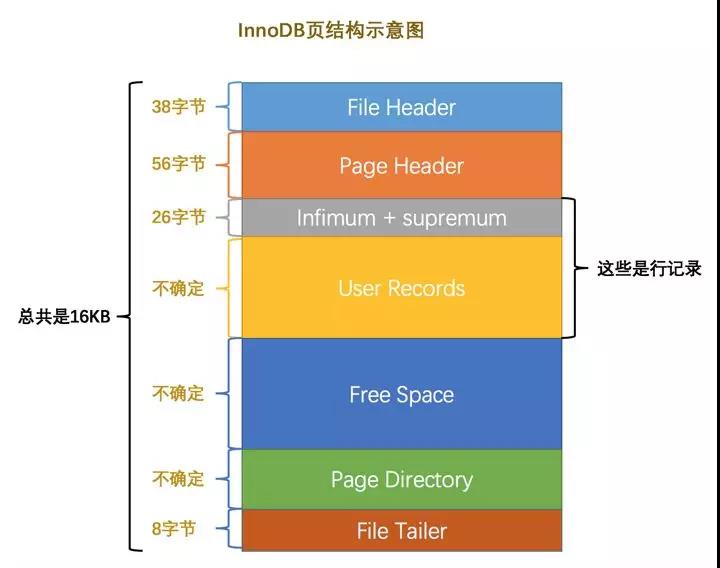 InnoDB页结构示意图
38字节
File Header
56字节
Page Header
26字节
Infimum + supremum
不确定
User Records
这些是行记录
总共是16KB
不确定
Free Space
不确定
Page Directory
8字节
File Tailer